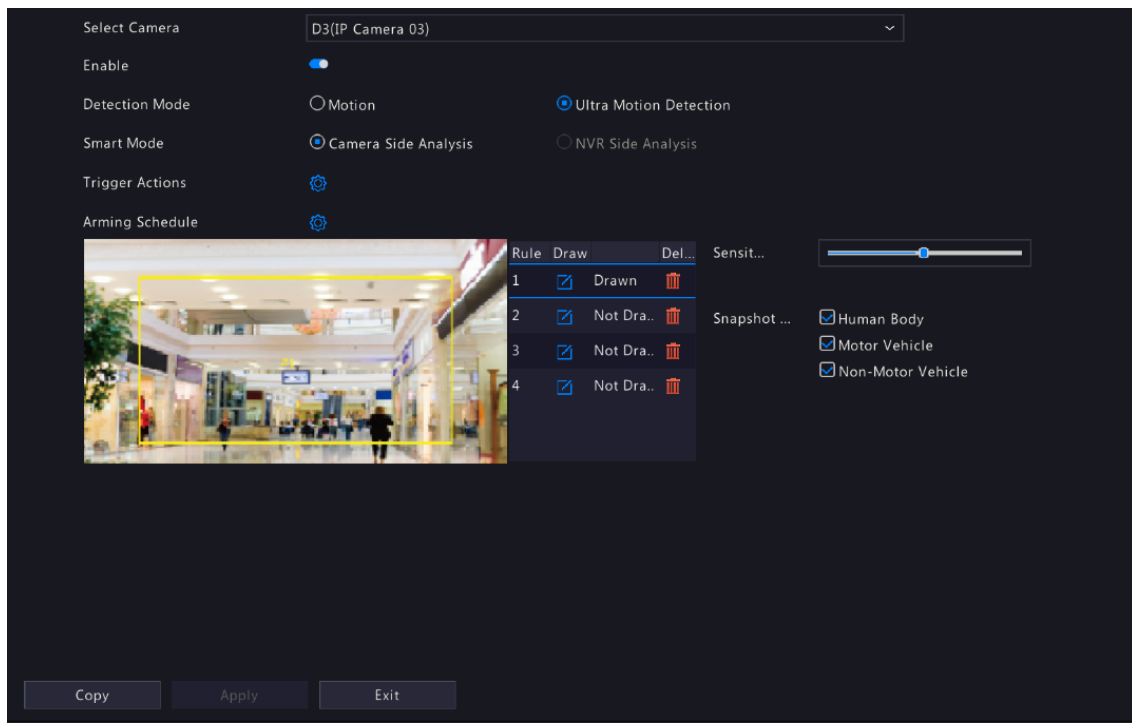 Select Camera D3(IP Camera 03)
Enable
Detection Mode Motion Ultra Motion Detection
Smart Mode Camera Side Analysis NVR Side Analysis
Trigger Actions
Arming Schedule
Rule Draw Del... Sensit...
1 Drawn
2 Not Dra.. Snapshot ... Human Body
Motor Vehicle
3 Not Dra..
Non-Motor Vehicle
4 Not Dra..
Copy Apply Exit